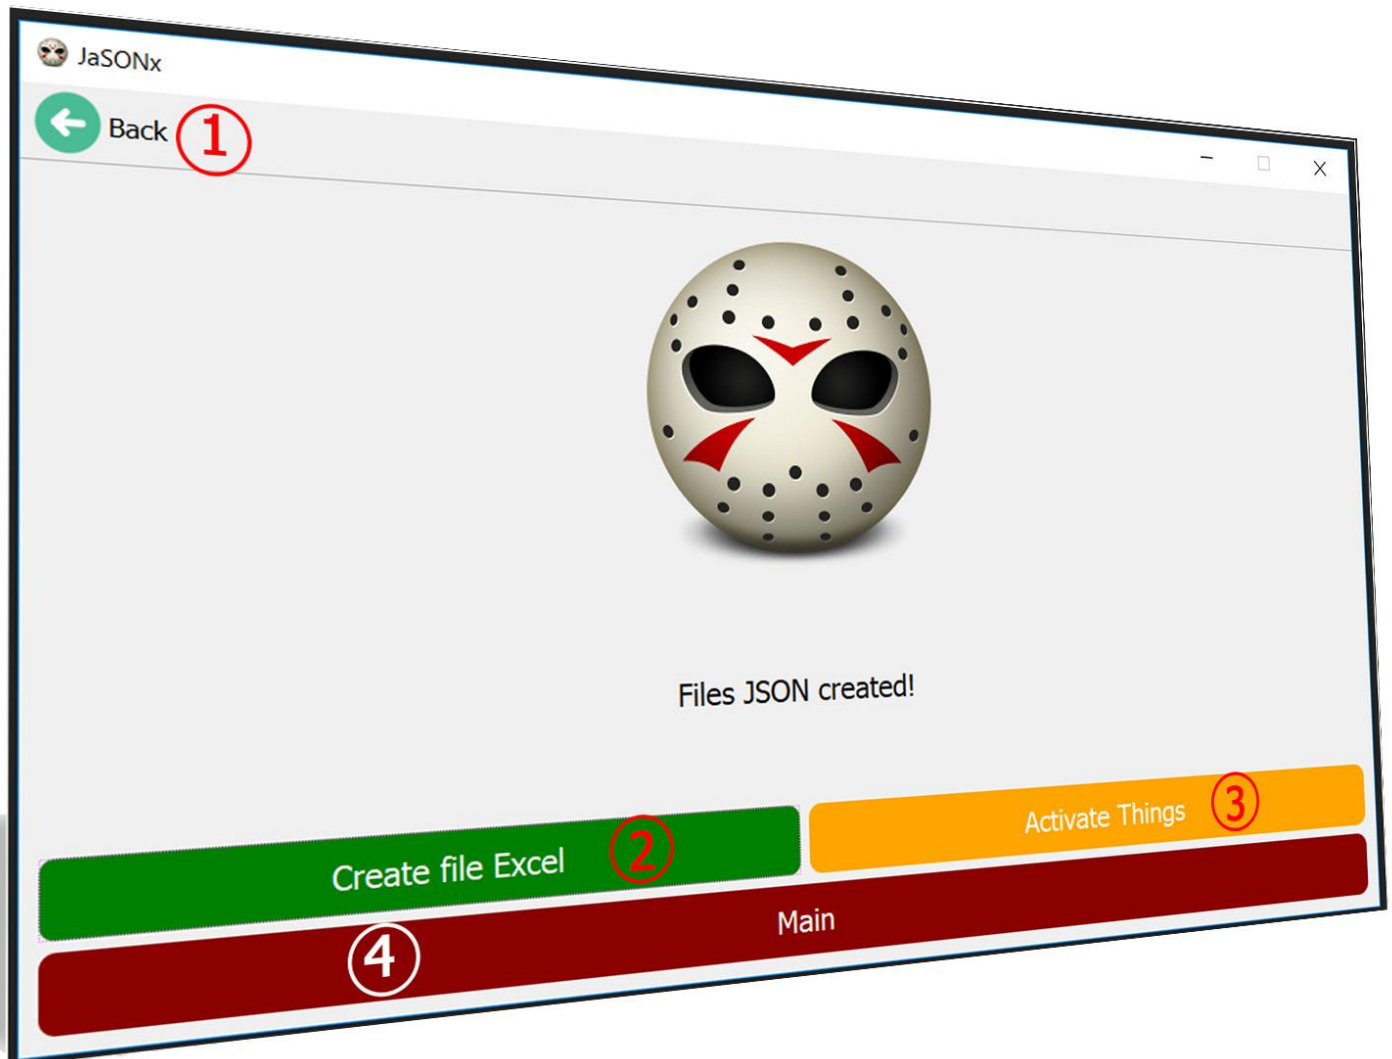 JaSONx
Back ①
Files JSON created!
Create file Excel ②
Activate Things ③
④ Main